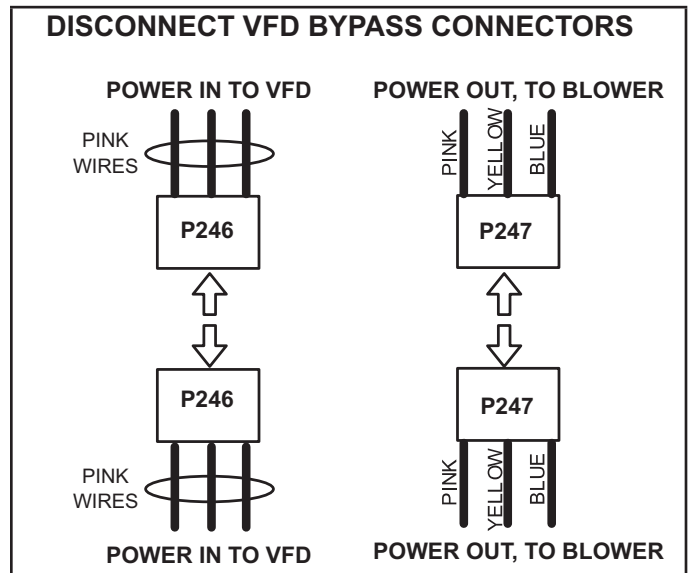 DISCONNECT VFD BYPASS CONNECTORS
POWER IN TO VFD
PINK
WIRES
P246
P246
PINK
WIRES
POWER IN TO VFD
POWER OUT, TO BLOWER
PINK
YELLOW
BLUE
P247
P247
PINK
YELLOW
BLUE
POWER OUT, TO BLOWER